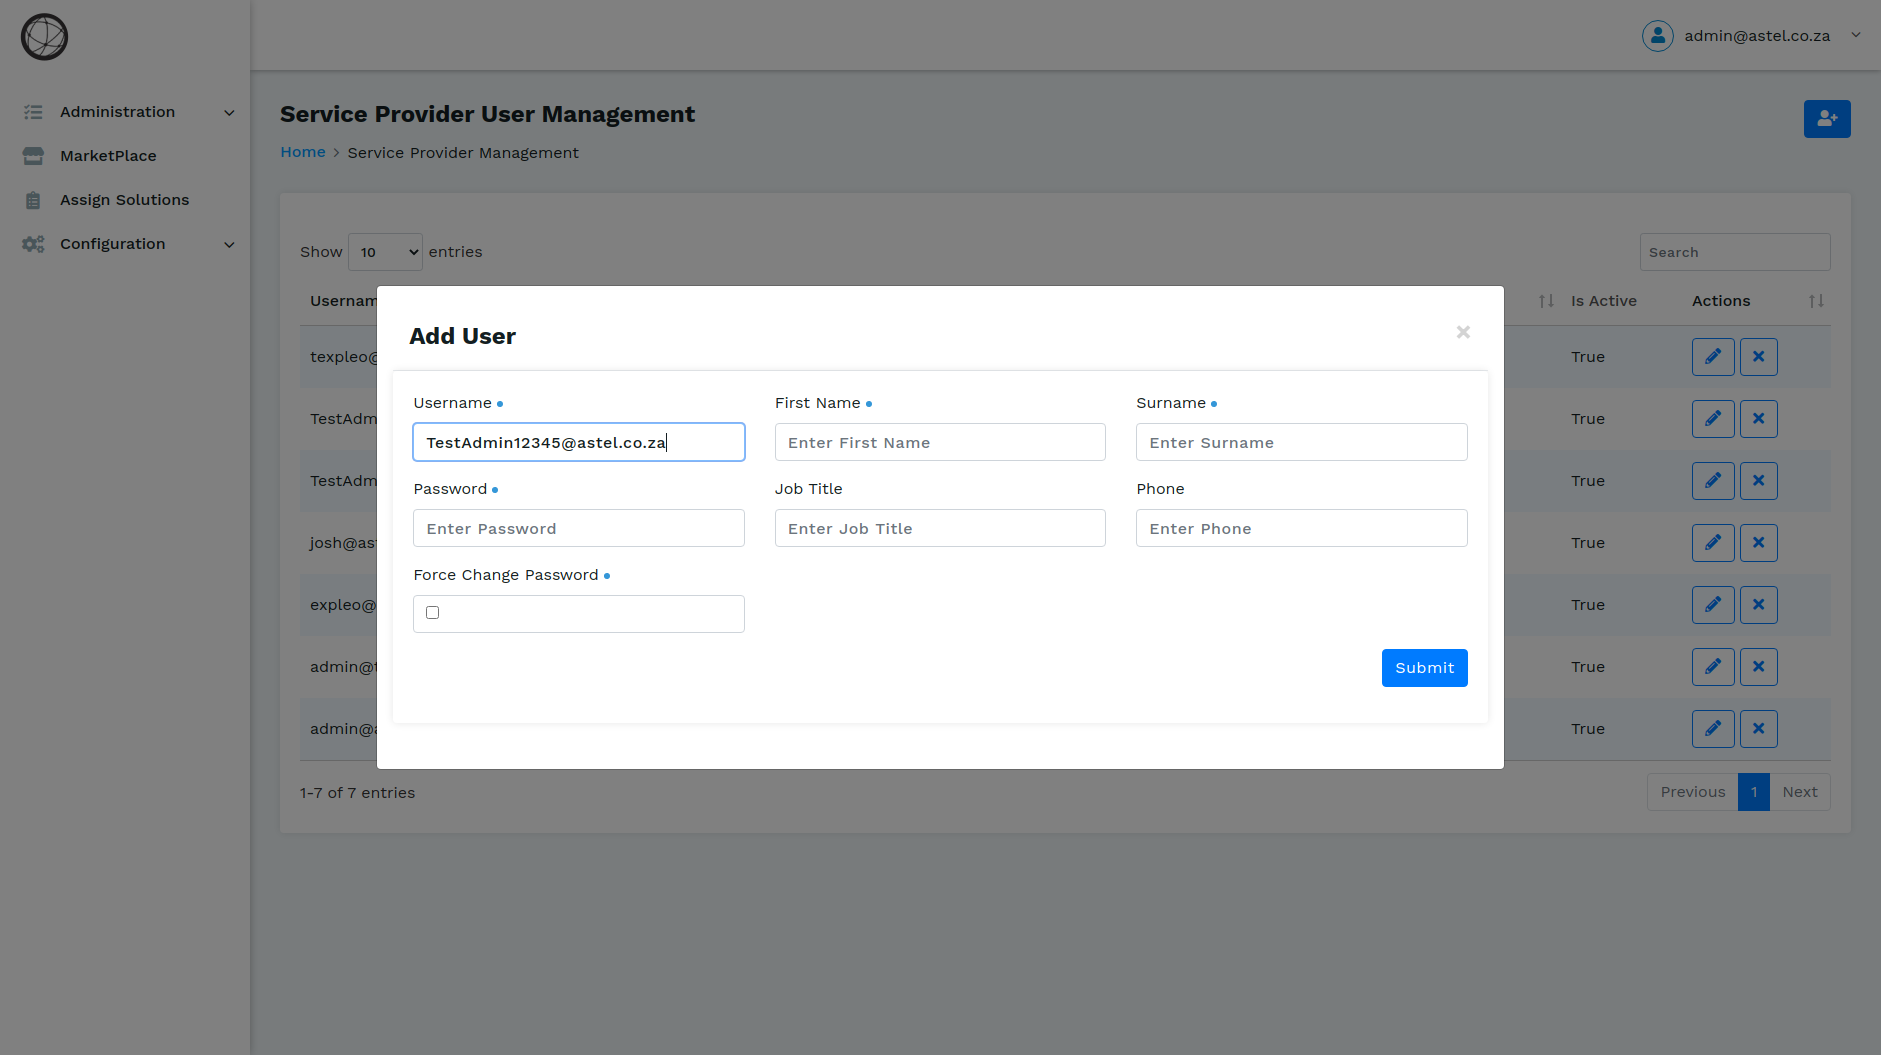 admin@astel.co.za
Administration
MarketPlace
Assign Solutions
Configuration
Service Provider User Management
Home > Service Provider Management
Show 10 entries
Search
Usernam
Is Active
Actions
Add User
×
Username
First Name
Surname
TestAdmin12345@astel.co.za
Enter First Name
Enter Surname
Password
Job Title
Phone
Enter Password
Enter Job Title
Enter Phone
Force Change Password
Submit
texpleo@
True
TestAdm
True
TestAdm
True
josh@as
True
expleo@
True
admin@
True
admin@
True
1-7 of 7 entries
Previous
1
Next